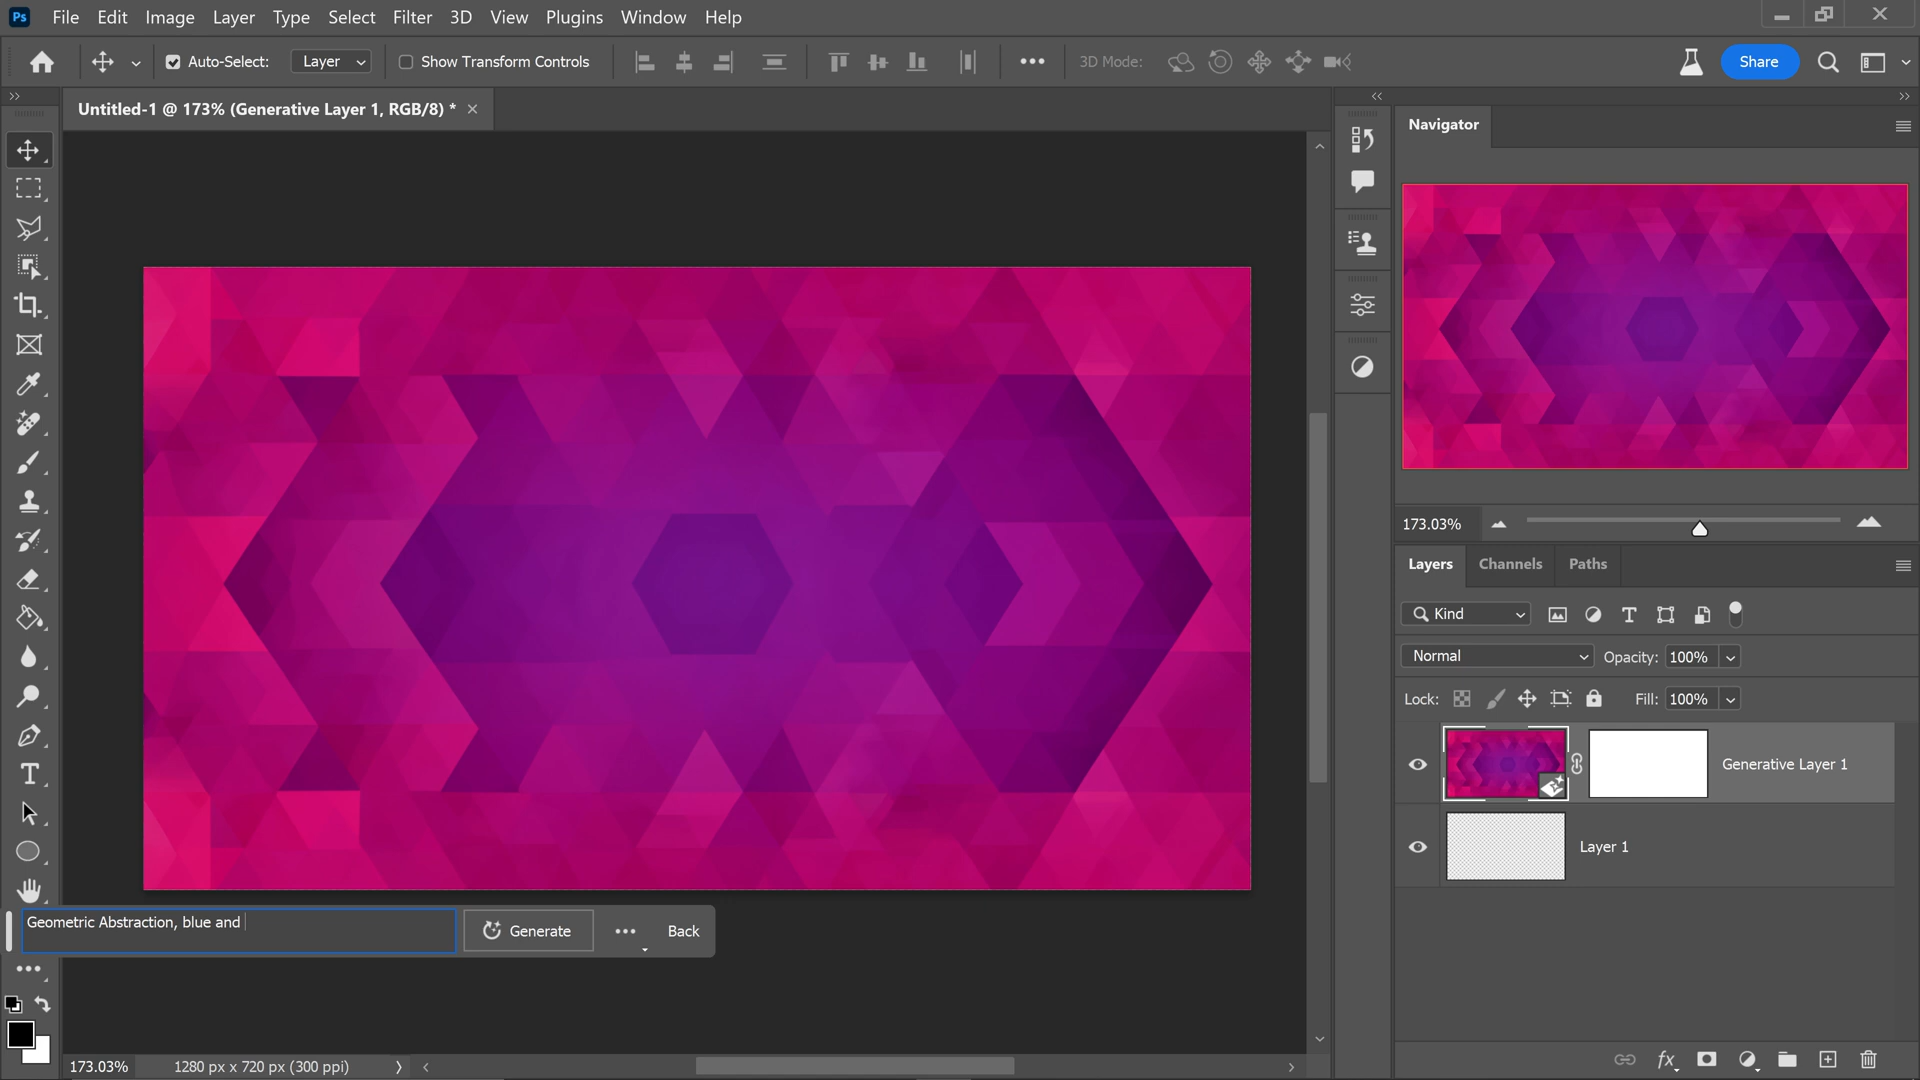 Ps File Edit Image Layer Type Select Filter 3D View Plugins Window Help
Auto-Select: Layer Show Transform Controls 3D Mode: Share
Untitled-1 @ 173% (Generative Layer 1, RGB/8) *
Navigator
173.03%
Layers Channels Paths
Kind
Normal Opacity: 100%
Lock: Fill: 100%
Generative Layer 1
Layer 1
Geometric Abstraction, blue and
Generate Back
173.03% 1280 px x 720 px (300 ppi)
fx